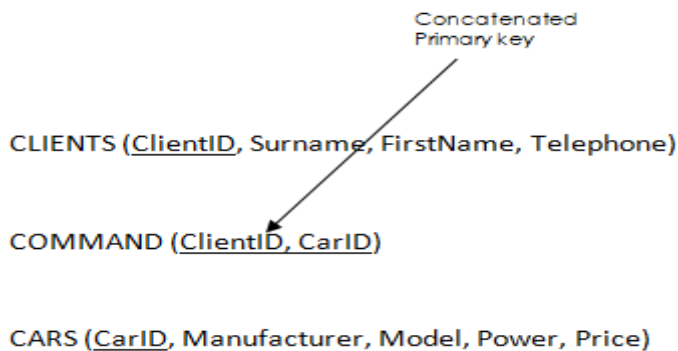 Concatenated
Primary key
CLIENTS (ClientID, Surname, FirstName, Telephone)
COMMAND (ClientID, CarID)
CARS (CarID, Manufacturer, Model, Power, Price)